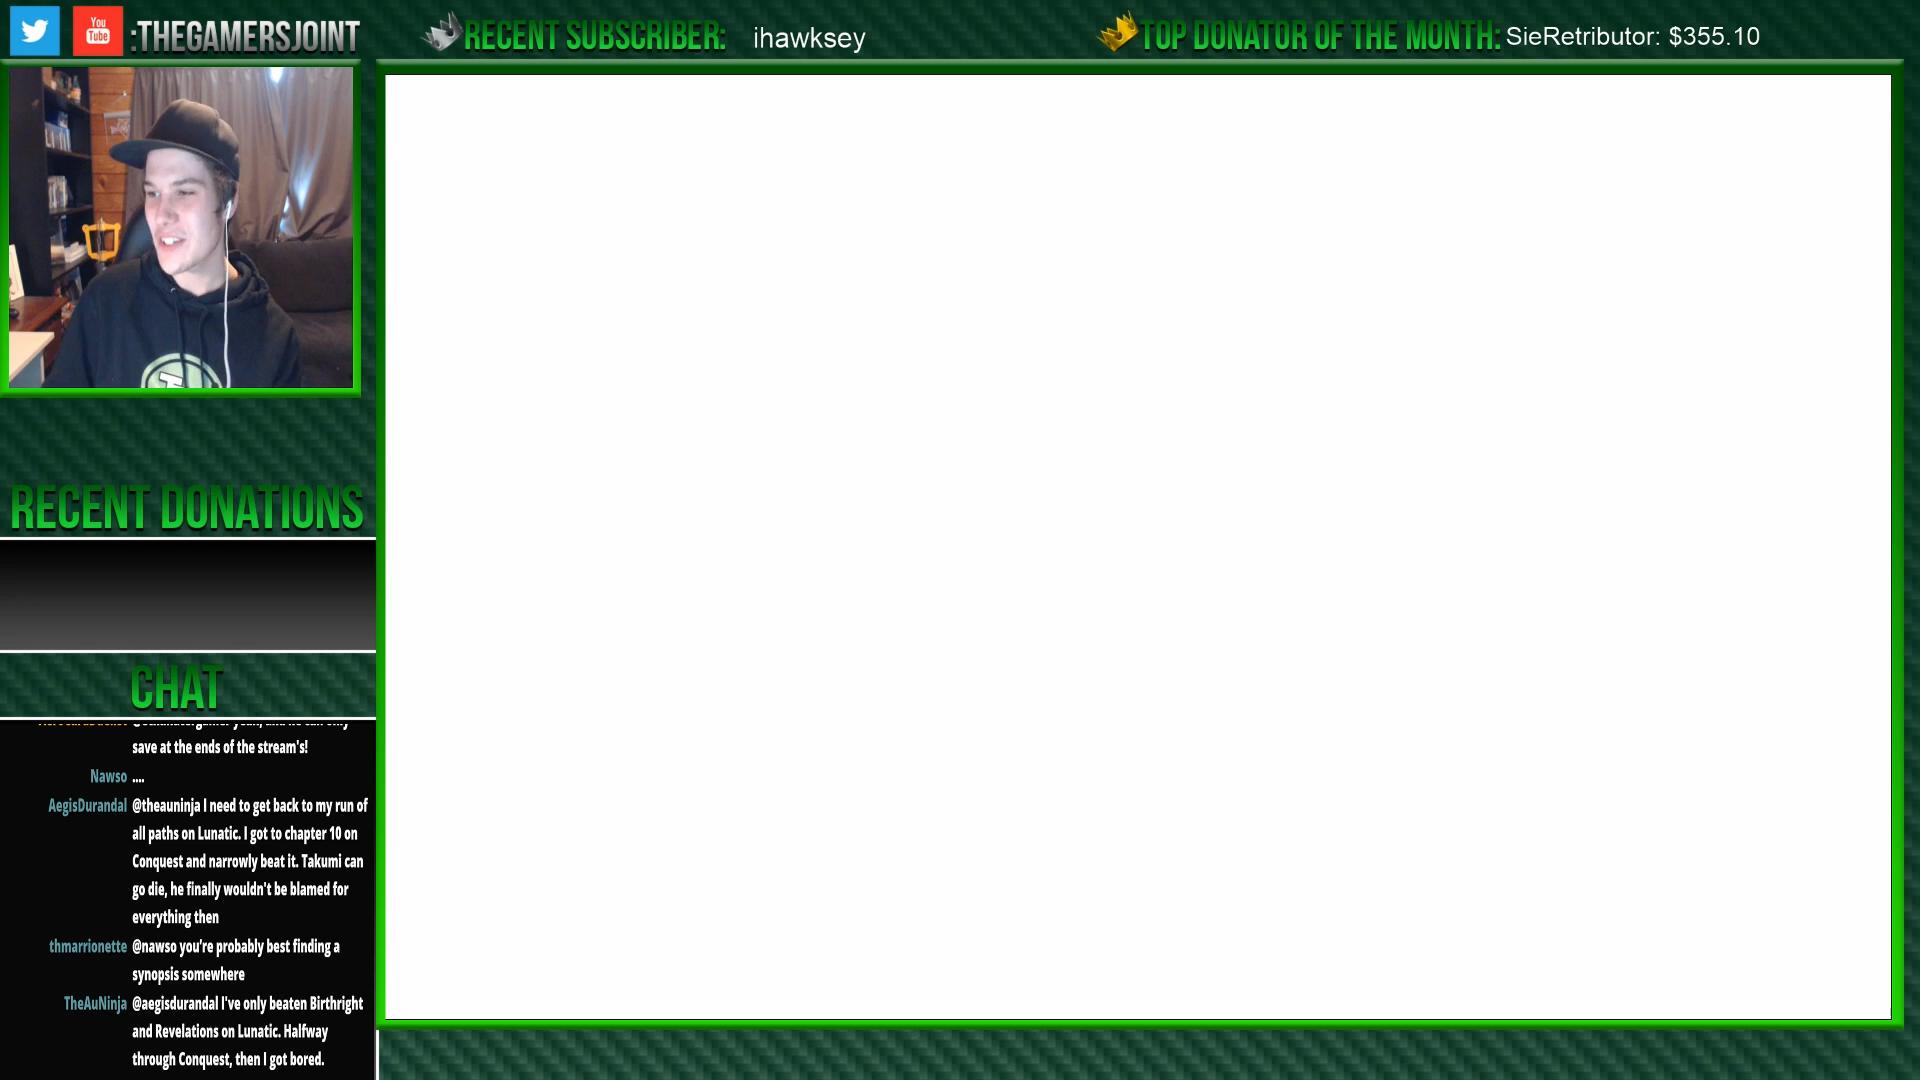 You Tube :THEGAMERSJOINT
RECENT SUBSCRIBER: ihawksey
TOP DONATOR OF THE MONTH: SieRetributor: $355.10
RECENT DONATIONS
CHAT
save at the ends of the stream's!
Nawso ....
AegisDurandal @theauninja I need to get back to my run of
all paths on Lunatic. I got to chapter 10 on
Conquest and narrowly beat it. Takumi can
go die, he finally wouldn't be blamed for
everything then
thmarrionette @nawso you're probably best finding a
synopsis somewhere
TheAuNinja @aegisdurandal I've only beaten Birthright
and Revelations on Lunatic. Halfway
through Conquest, then I got bored.